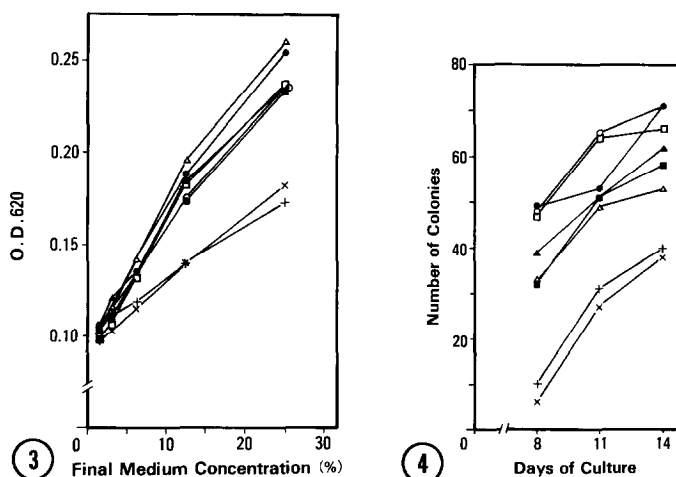 0.25
0.20
0.15
0.10
O.D.620
0 10 20 30
Final Medium Concentration (%)
3
80
60
40
20
Number of Colonies
0 8 11 14
Days of Culture
4